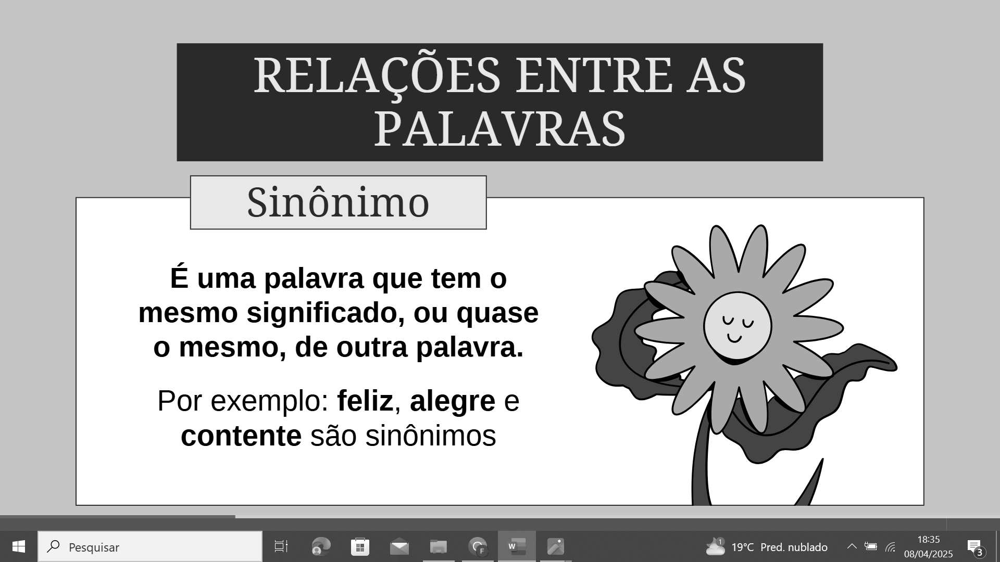 RELAÇÕES ENTRE AS
PALAVRAS
Sinônimo
É uma palavra que tem o
mesmo significado, ou quase
o mesmo, de outra palavra.
Por exemplo: feliz, alegre e
contente são sinônimos
Pesquisar
F
W
1
19°C Pred. nublado
18:35
08/04/2025
3